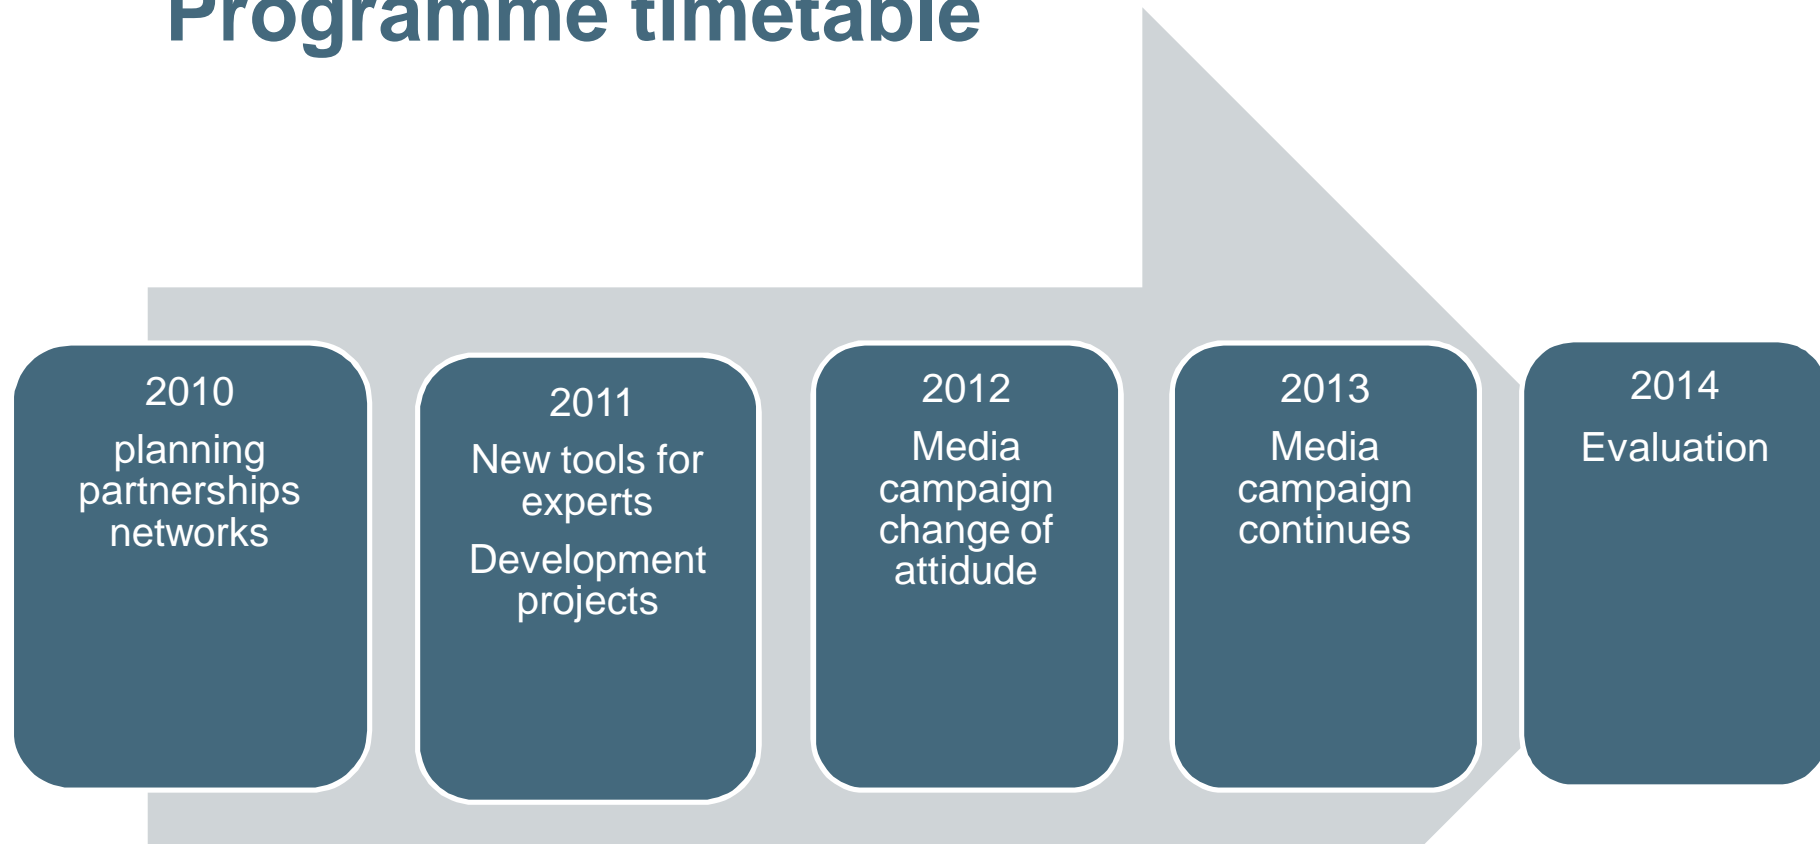 Programme timetable
2010
planning
partnerships
networks
2011
New tools for
experts
Development
projects
2012
Media
campaign
change of
attidude
2013
Media
campaign
continues
2014
Evaluation